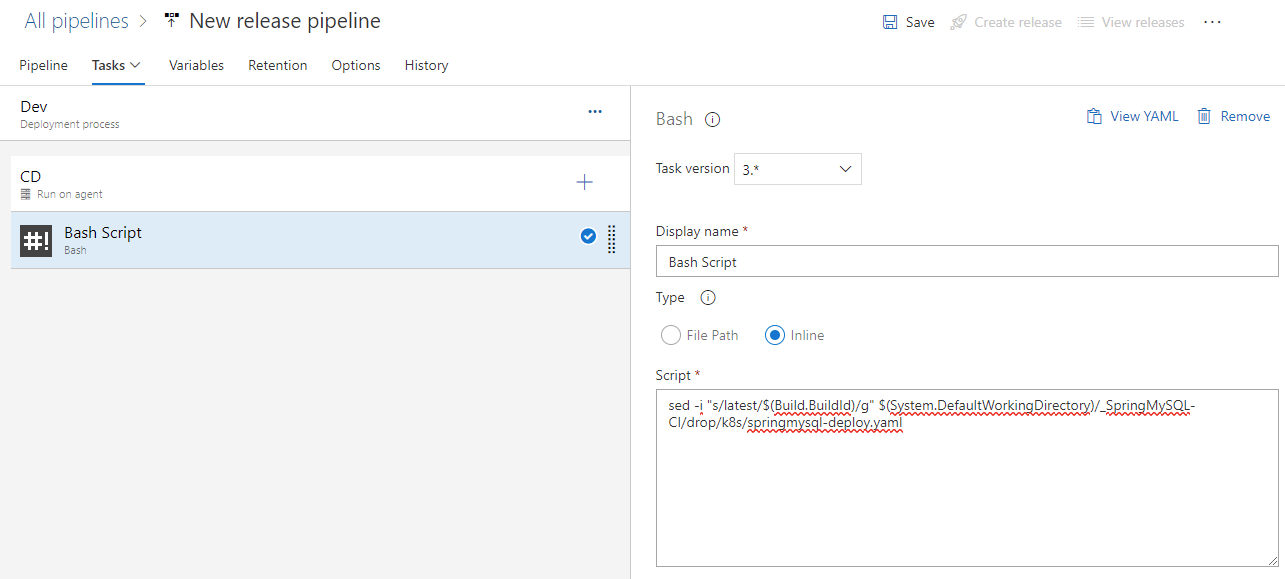 All pipelines > New release pipeline
Save Create release View releases ...
Pipeline Tasks Variables Retention Options History
Dev
Deployment process
...
CD
Run on agent
#! Bash Script
Bash
Bash
View YAML Remove
Task version 3.*
Display name *
Bash Script
Type
File Path Inline
Script *
sed -i "s/latest/$(Build.BuildId)/g" $(System.DefaultWorkingDirectory)/_SpringMySQL-
CI/drop/k8s/springmysql-deploy.yaml